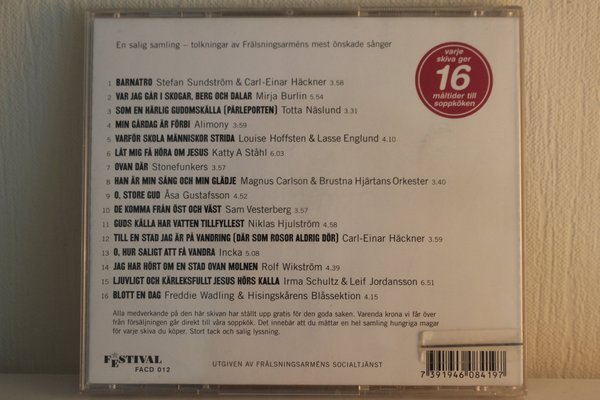 En salig samling – tolkningar av Frälsningsarméns mest önskade sånger
varje
skiva ger
16
måltider till
soppköken
1 BARNATRO Stefan Sundström & Carl-Einar Häckner 3.58
2 VAR JAG GÅR I SKOGAR, BERG OCH DALAR Mirja Burlin 5.54
3 SOM EN HÄRLIG GUDOMSKÄLLA (PÄRLEPORTEN) Totta Näslund 3.31
4 MIN GÅRDAG ÄR FÖRBI Alimony 3:59
5 VARFÖR SKOLA MÄNNISKOR STRIDA Louise Hoffsten & Lasse Englund 4.10
6 LÅT MIG FÅ HÖRA OM JESUS Katty A Ståhl 6.03
7 OVAN DÄR Stonefunkers 3.57
8 HAN ÄR MIN SÅNG OCH MIN GLÄDJE Magnus Carlson & Brustna Hjärtans Orkester 3.40
9 O, STORE GUD Åsa Gustafsson 4.52
10 DE KOMMA FRÅN ÖST OCH VÄST Sam Vesterberg 3.57
11 GUDS KÄLLA HAR VATTEN TILLFYLLEST Niklas Hjulström 4.58
12 TILL EN STAD JAG ÄR PÅ VANDRING (DÄR SOM ROSOR ALDRIG DÖR) Carl-Einar Häckner 3.59
13 O, HUR SALIGT ATT FÅ VANDRA Incka 5.08
14 JAG HAR HÖRT OM EN STAD OVAN MOLNEN Rolf Wikström 4.39
15 LJUVLIGT OCH KÄRLEKSFULLT JESUS HÖRS KALLA Irma Schultz & Leif Jordansson 6.51
16 BLOTT EN DAG Freddie Wadling & Hisingskårens Blåssektion 4.15
Alla medverkande på den här skivan har ställt upp gratis för den goda saken. Varenda krona vi får över
från försäljningen går direkt till våra soppkök. Det innebär att du mättar en hel samling hungriga magar
för varje skiva du köper. Stort tack och salig lyssning.
FESTIVAL
FACD 012
UTGIVEN AV FRÄLSNINGSARMÉNS SOCIALTJÄNST
7 391946 084197